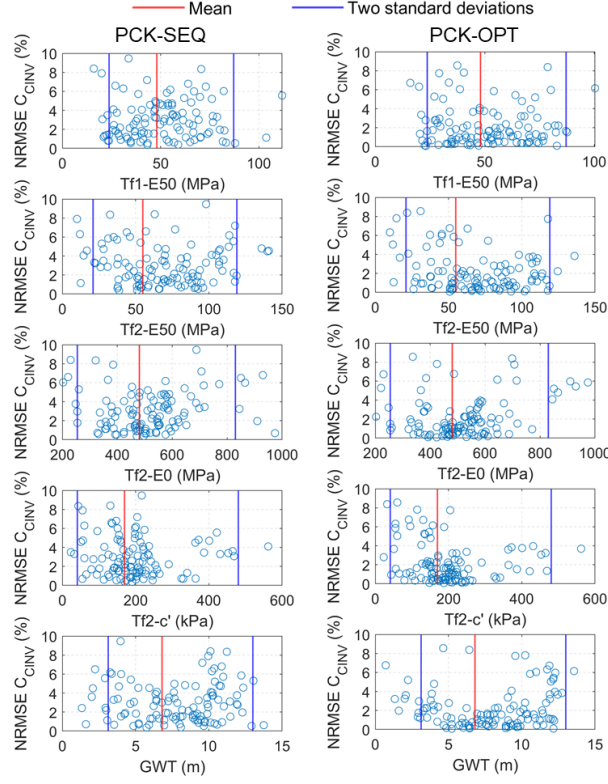 Mean Two standard deviations
PCK-SEQ PCK-OPT
NRMSE C_CINV (%) 10 8 6 4 2 0 NRMSE C_CINV (%) 10 8 6 4 2 0
0 50 100 0 50 100
Tf1-E50 (MPa) Tf1-E50 (MPa)
NRMSE C_CINV (%) 10 8 6 4 2 0 NRMSE C_CINV (%) 10 8 6 4 2 0
0 50 100 150 0 50 100 150
Tf2-E50 (MPa) Tf2-E50 (MPa)
NRMSE C_CINV (%) 10 8 6 4 2 0 NRMSE C_CINV (%) 10 8 6 4 2 0
200 400 600 800 1000 200 400 600 800 1000
Tf2-E0 (MPa) Tf2-E0 (MPa)
NRMSE C_CINV (%) 10 8 6 4 2 0 NRMSE C_CINV (%) 10 8 6 4 2 0
0 200 400 600 0 200 400 600
Tf2-c' (kPa) Tf2-c' (kPa)
NRMSE C_CINV (%) 10 8 6 4 2 0 NRMSE C_CINV (%) 10 8 6 4 2 0
0 5 10 15 0 5 10 15
GWT (m) GWT (m)